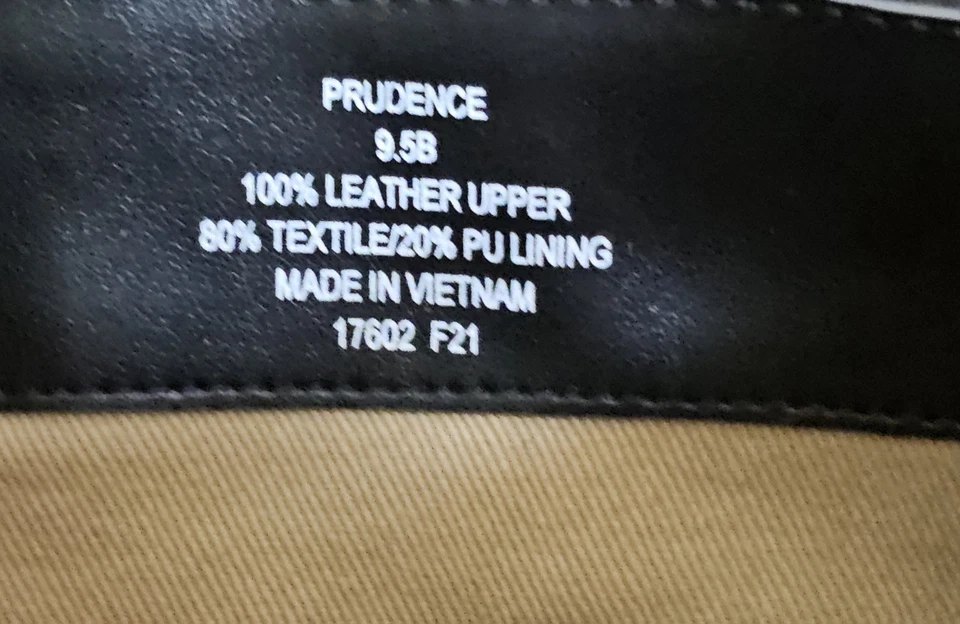 PRUDENCE
9.5B
100% LEATHER UPPER
80% TEXTILE/20% PU LINING
MADE IN VIETNAM
17602 F21